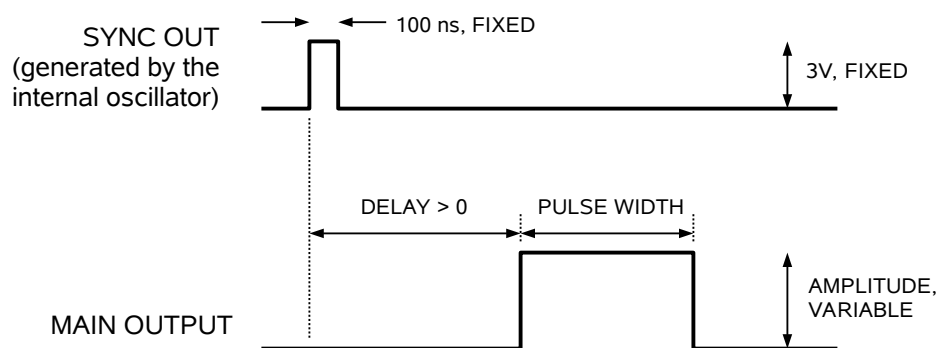 100 ns, FIXED
SYNC OUT
(generated by the
internal oscillator)
3V, FIXED
DELAY > 0
PULSE WIDTH
AMPLITUDE,
VARIABLE
MAIN OUTPUT